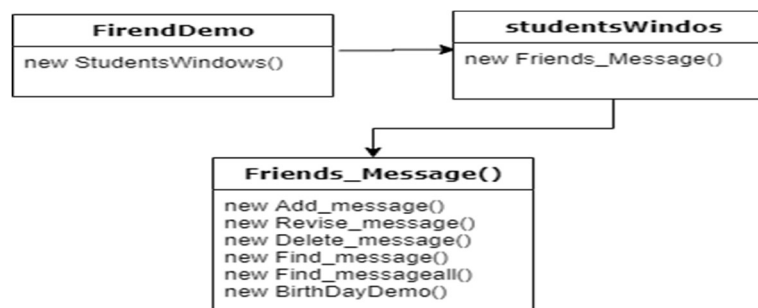 FirendDemo
new StudentsWindows()
studentsWindos
new Friends_Message()
Friends_Message()
new Add_message()
new Revise_message()
new Delete_message()
new Find_message()
new Find_messageall()
new BirthDayDemo()